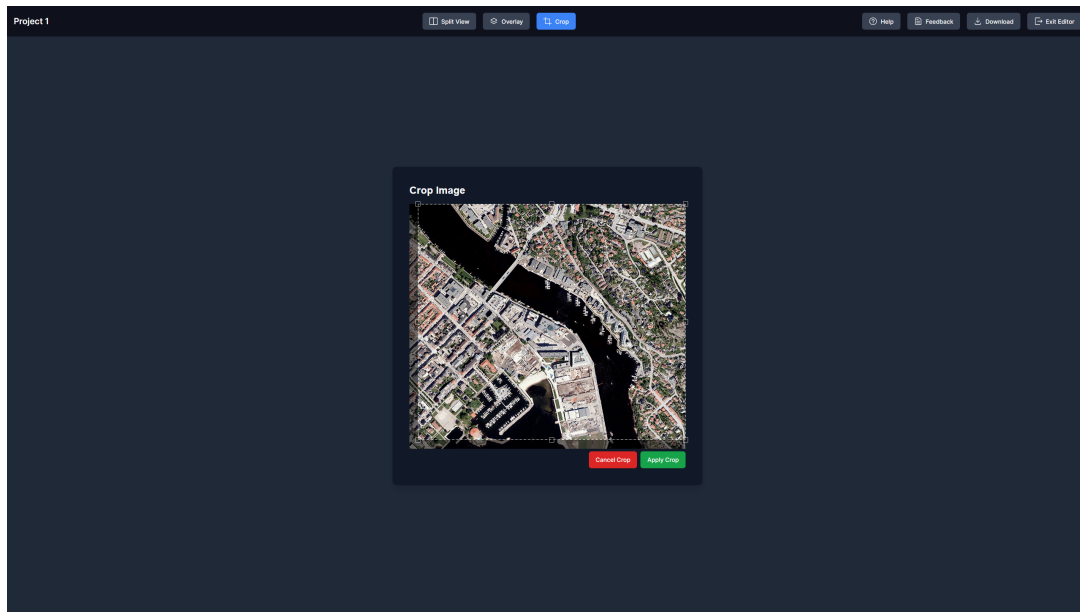 Project 1
Split View
Overlay
Crop
Help
Feedback
Download
Exit Editor
Crop Image
Cancel Crop
Apply Crop